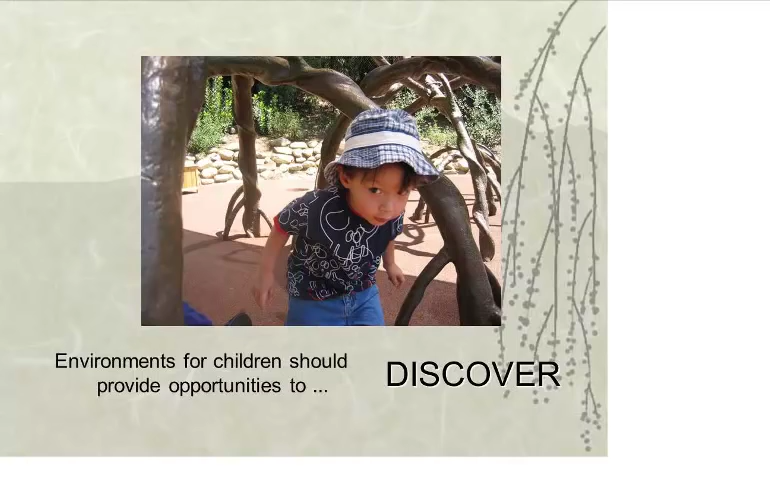 Environments for children should
provide opportunities to ...
DISCOVER